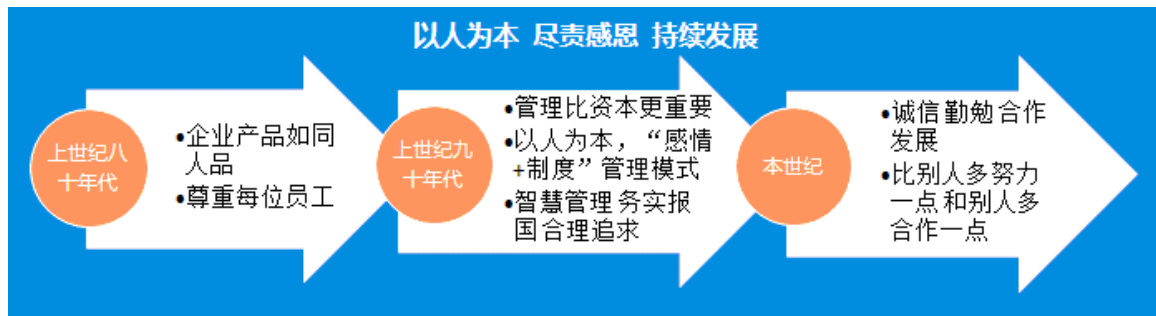 以人为本 尽责感恩 持续发展
上世纪八
十年代
•企业产品如同
人品
•尊重每位员工
上世纪九
十年代
•管理比资本更重要
•以人为本，“感情
+制度”管理模式
•智慧管理务实报
国合理追求
本世纪
•诚信勤勉合作
发展
•比别人多努力
一点和别人多
合作一点